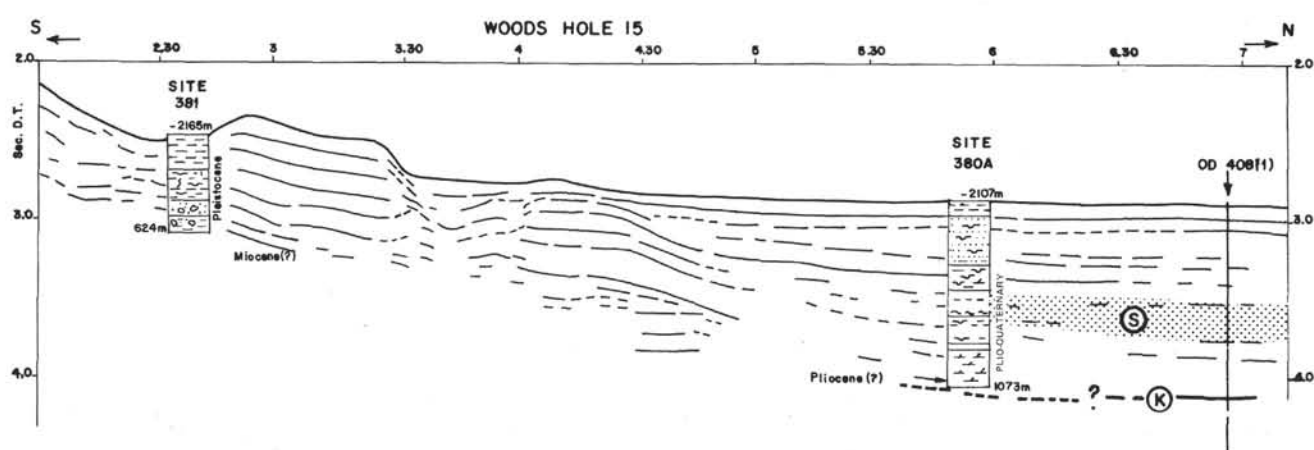 WOODS HOLE 15
S
N
2.30 3 3.30 4 4.30 5 5.30 6 6.30 7
2.0
2.0
SITE
381
-2165m
Sec. D.T.
Pleistocene
SITE
380A
OD 408(1)
-2107m
3.0
3.0
624m
Miocene(?)
PLIO-QUATERNARY
S
4.0
4.0
Pliocene(?)
1073m
?
K